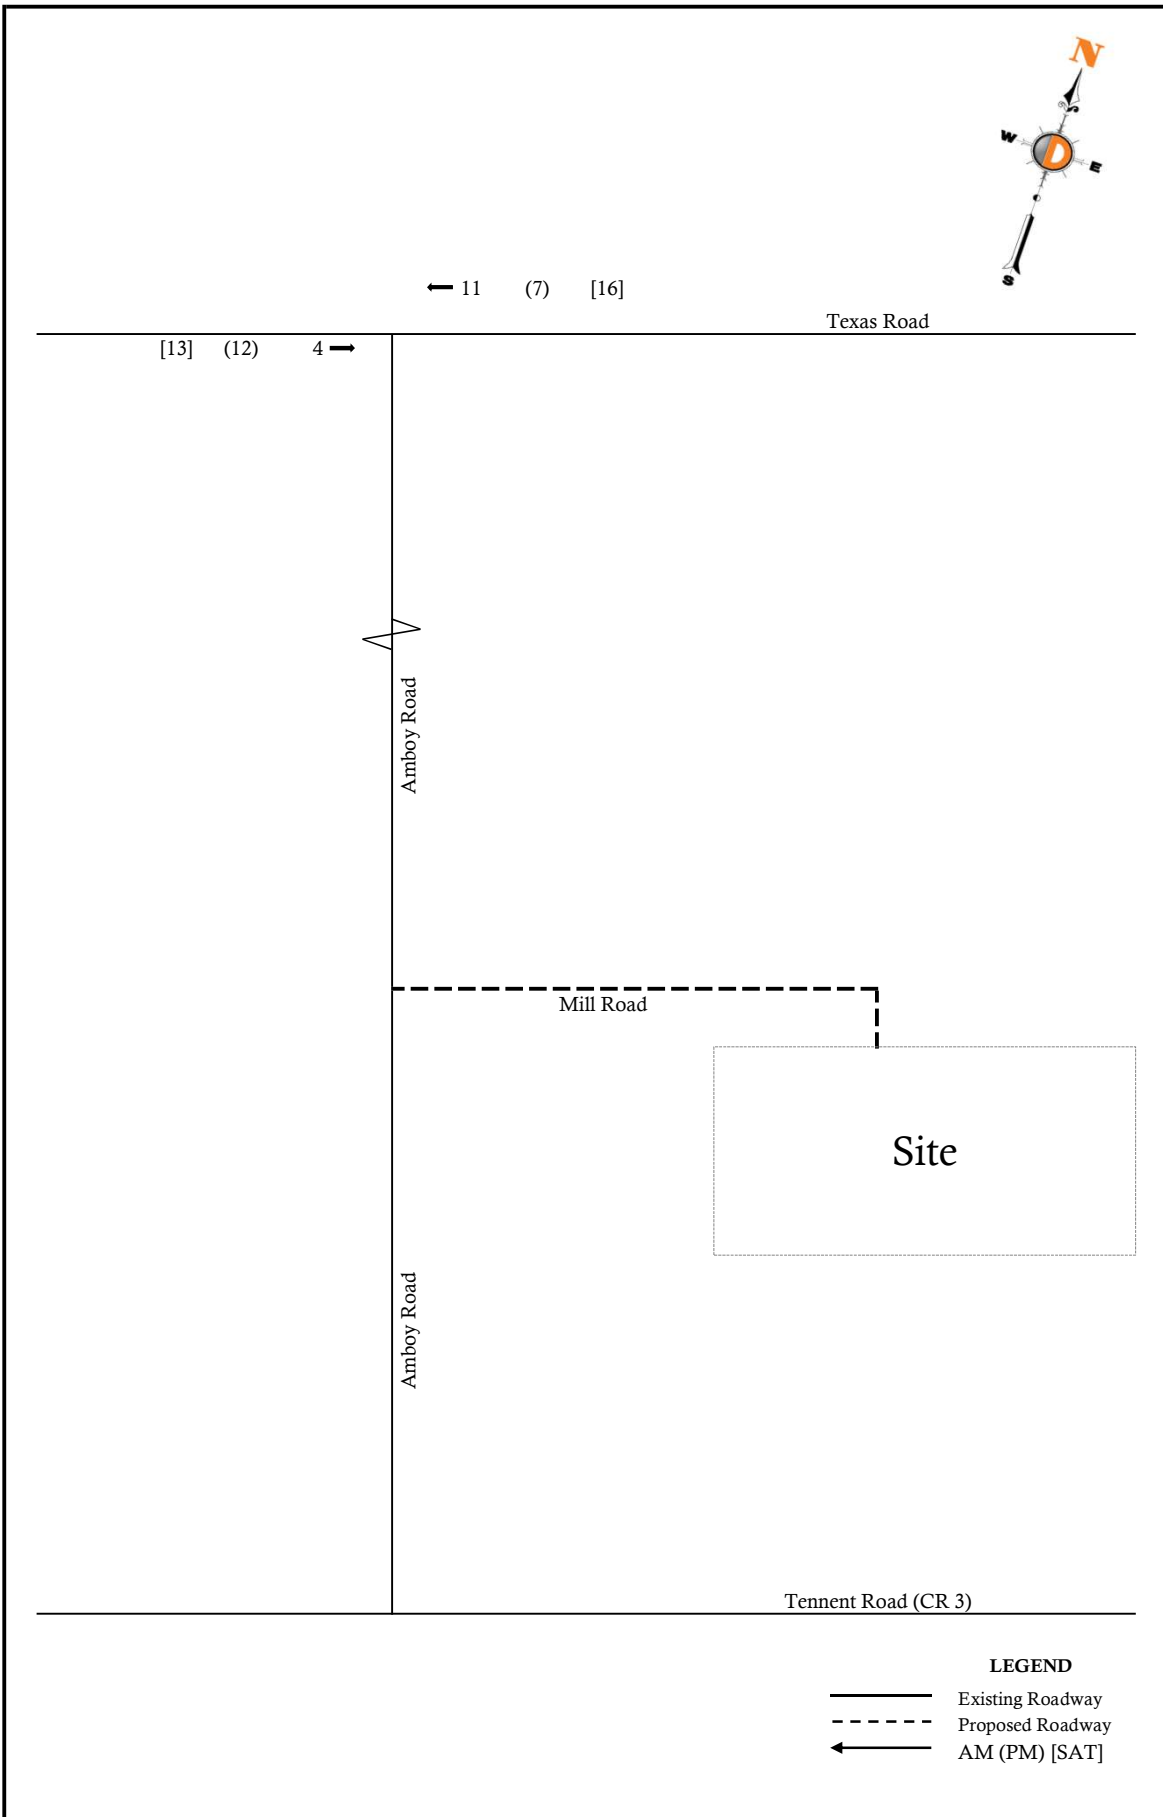 N
W
D
E
S
11 (7) [16]
Texas Road
[13] (12) 4
Amboy Road
Mill Road
Site
Amboy Road
Tennent Road (CR 3)
LEGEND
Existing Roadway
Proposed Roadway
AM (PM) [SAT]